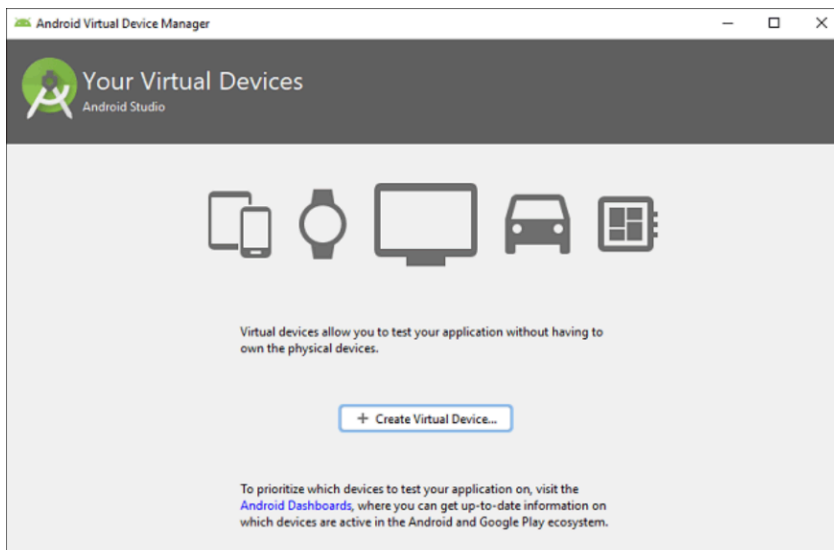 Android Virtual Device Manager
Your Virtual Devices
Android Studio
Virtual devices allow you to test your application without having to
own the physical devices.
+ Create Virtual Device...
To prioritize which devices to test your application on, visit the
Android Dashboards, where you can get up-to-date information on
which devices are active in the Android and Google Play ecosystem.